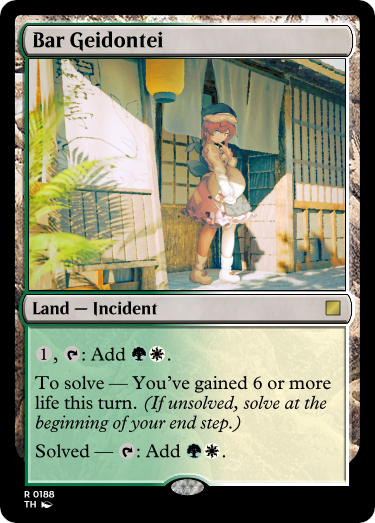 Bar Geidontei
Land — Incident
1, : Add .
To solve — You've gained 6 or more
life this turn. (If unsolved, solve at the
beginning of your end step.)
Solved — : Add .
R 0188
TH